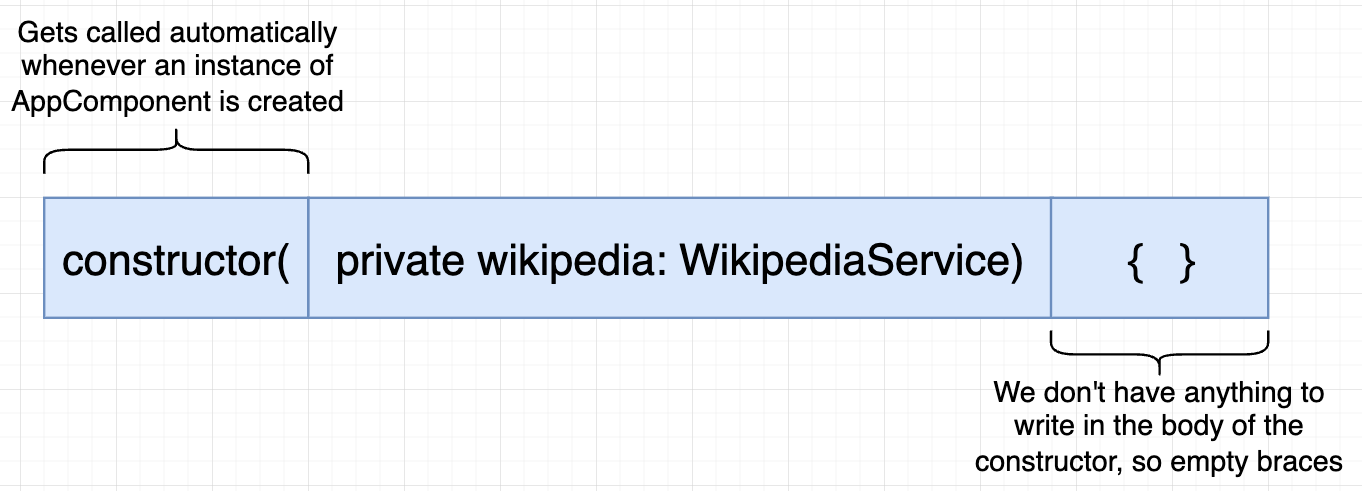 Gets called automatically
whenever an instance of
AppComponent is created
constructor( private wikipedia: WikipediaService) { }
We don't have anything to
write in the body of the
constructor, so empty braces